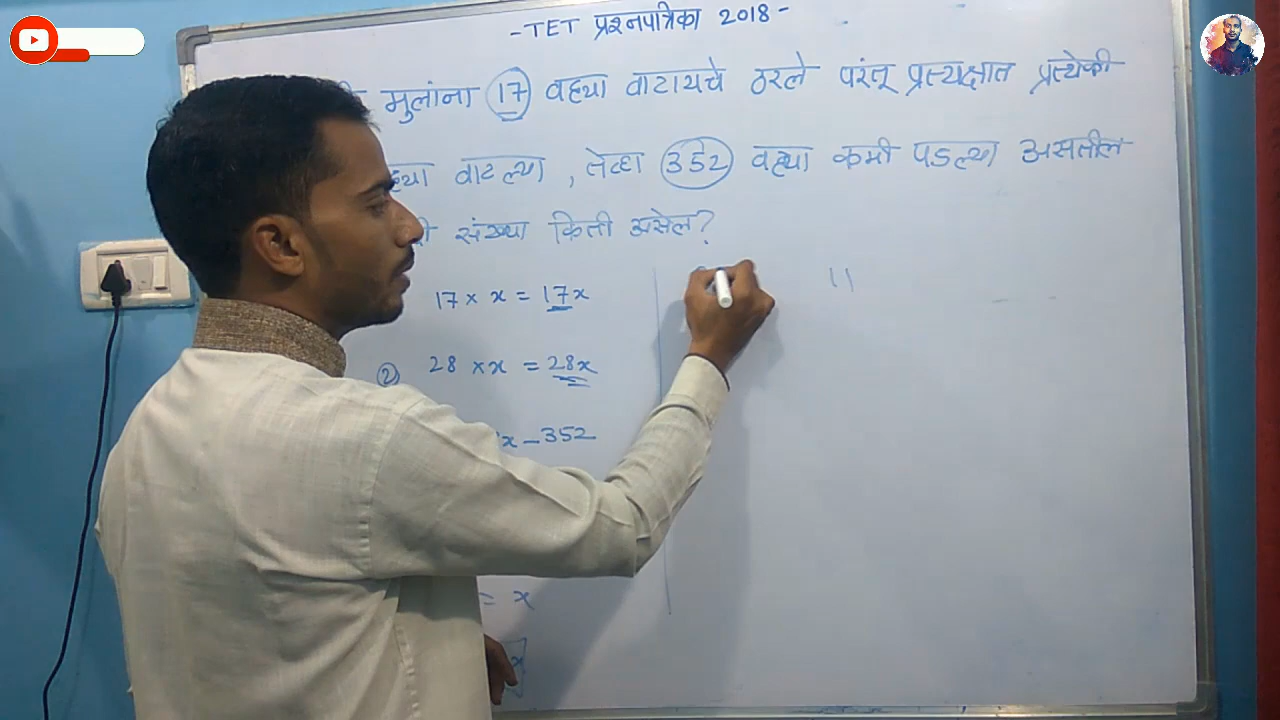 -TET प्रश्नपत्रिका 2018-
मुलांना 17 वह्या वाटायचे ठरले परंतू प्रत्यक्षात प्रत्येकी
वाटल्या , तेव्हा 352 वह्या कमी पडल्या असतील
संख्या किती असेल?
17 × x = 17x
② 28 × x = 28x
x - 352
= x
x
11